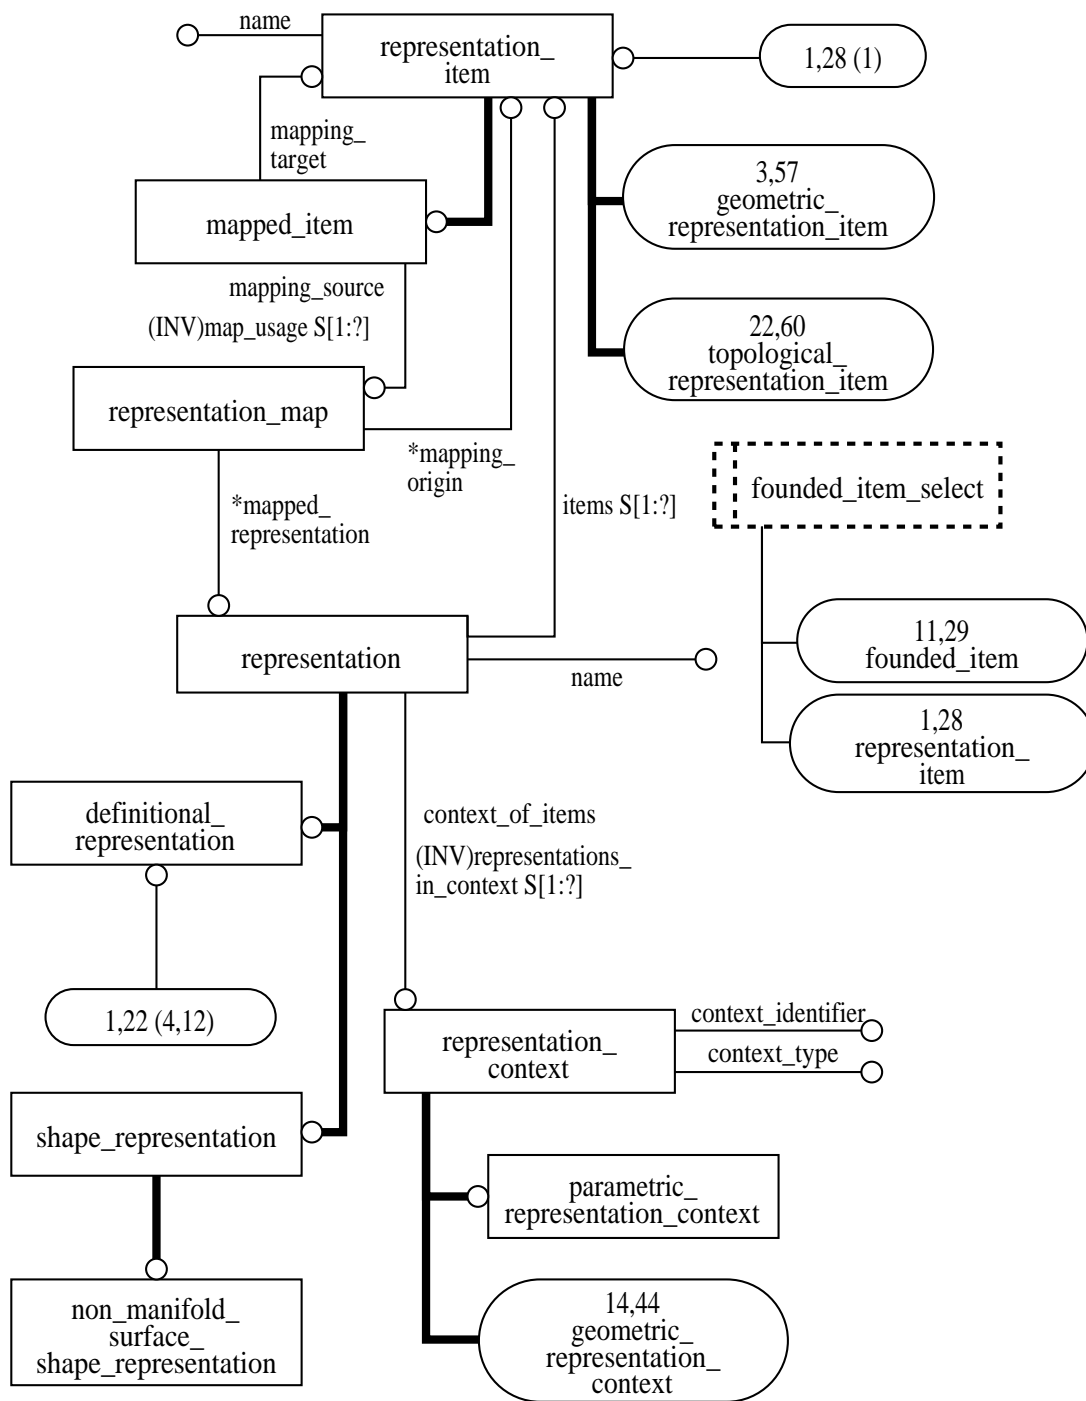 name
representation_
item
1,28 (1)
mapping_
target
3,57
geometric_
representation_item
mapped_item
mapping_source
(INV)map_usage S[1:?]
22,60
topological_
representation_item
representation_map
*mapping_
origin
*mapped_
representation
items S[1:?]
founded_item_select
representation
name
11,29
founded_item
1,28
representation_
item
definitional_
representation
context_of_items
(INV)representations_
in_context S[1:?]
1,22 (4,12)
representation_
context
context_identifier
context_type
shape_representation
parametric_
representation_context
non_manifold_
surface_
shape_representation
14,44
geometric_
representation_
context